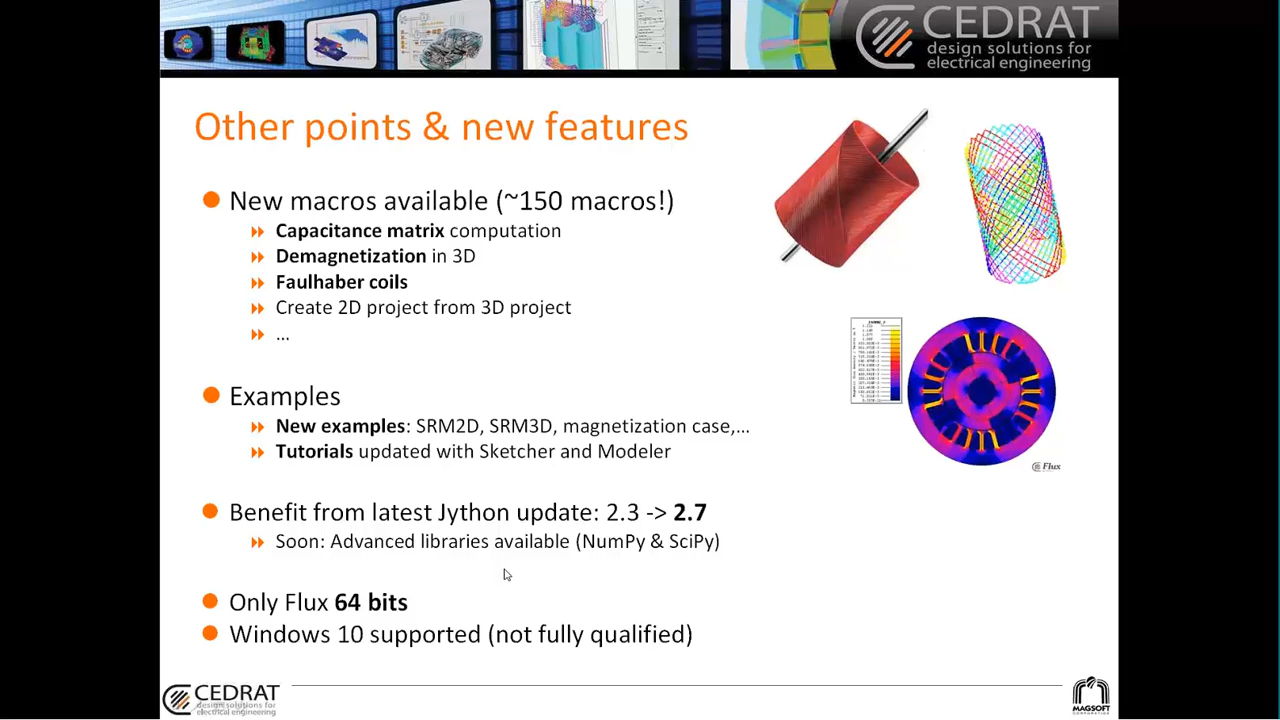 CEDRAT
design solutions for
electrical engineering
Other points & new features
New macros available (~150 macros!)
Capacitance matrix computation
Demagnetization in 3D
Faulhaber coils
Create 2D project from 3D project
...
Examples
New examples: SRM2D, SRM3D, magnetization case,...
Tutorials updated with Sketcher and Modeler
Flux
Benefit from latest Jython update: 2.3 -> 2.7
Soon: Advanced libraries available (NumPy & SciPy)
Only Flux 64 bits
Windows 10 supported (not fully qualified)
CEDRAT
design solutions for
electrical engineering
MAGSOFT
CORPORATION